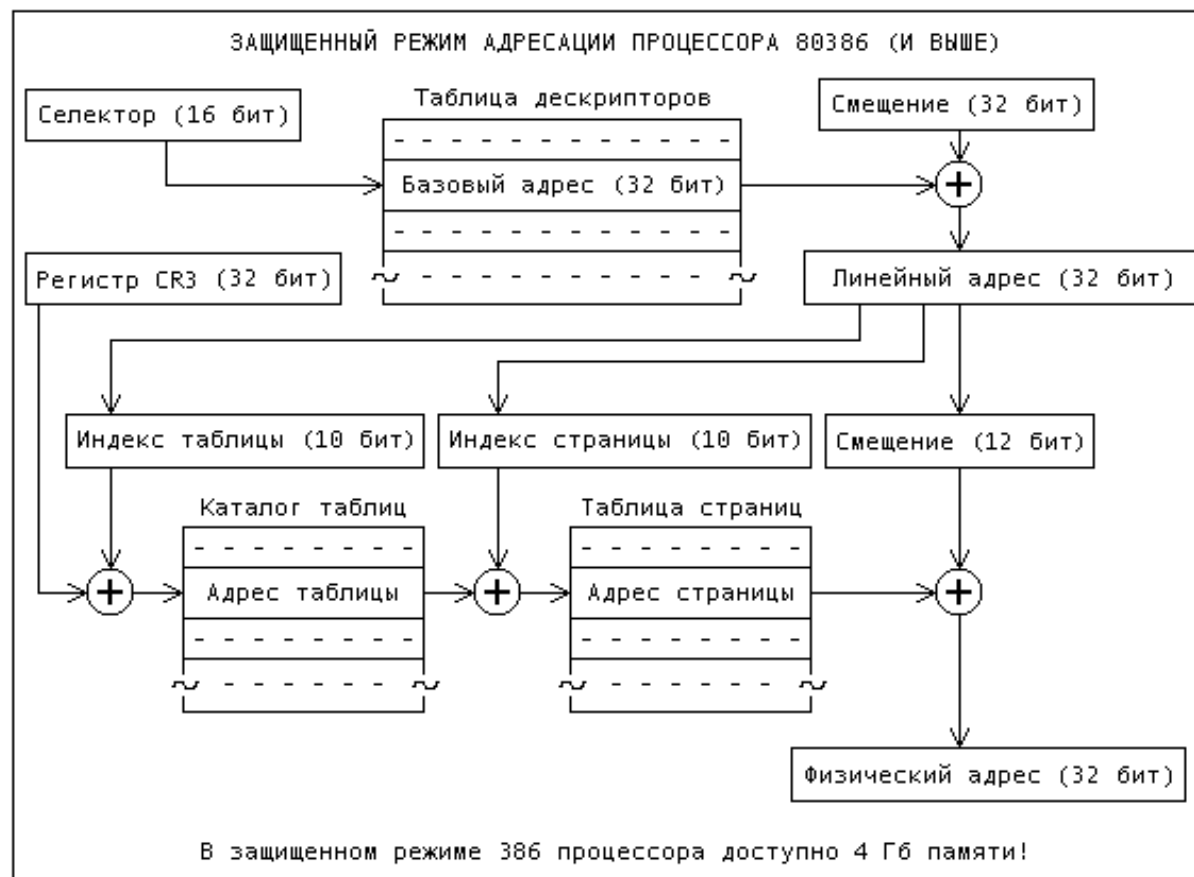 ЗАЩИЩЕННЫЙ РЕЖИМ АДРЕСАЦИИ ПРОЦЕССОРА 80386 (И ВЫШЕ)
Селектор (16 бит)
Таблица дескрипторов
Смещение (32 бит)
Базовый адрес (32 бит)
Регистр CR3 (32 бит)
Линейный адрес (32 бит)
Индекс таблицы (10 бит)
Индекс страницы (10 бит)
Смещение (12 бит)
Каталог таблиц
Таблица страниц
Адрес таблицы
Адрес страницы
Физический адрес (32 бит)
В защищенном режиме 386 процессора доступно 4 Гб памяти!